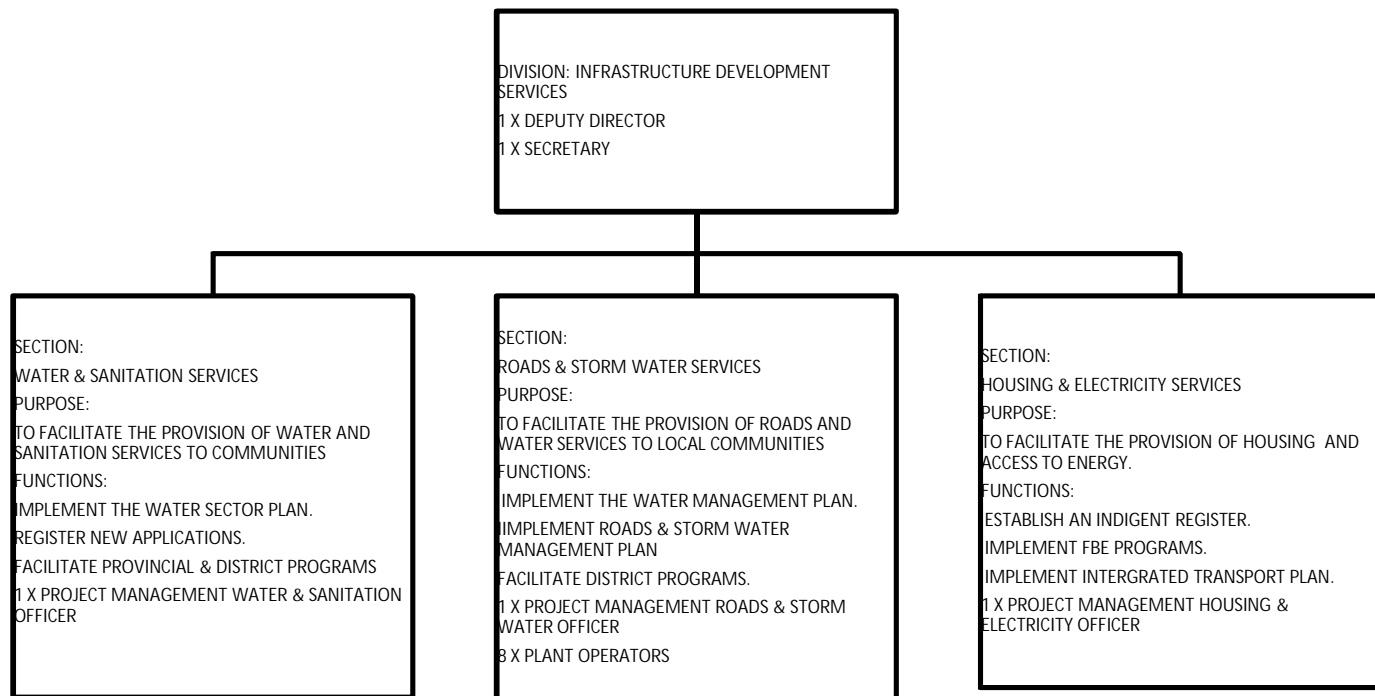 DIVISION: INFRASTRUCTURE DEVELOPMENT
SERVICES
1 X DEPUTY DIRECTOR
1 X SECRETARY
SECTION:
WATER & SANITATION SERVICES
PURPOSE:
TO FACILITATE THE PROVISION OF WATER AND
SANITATION SERVICES TO COMMUNITIES
FUNCTIONS:
IMPLEMENT THE WATER SECTOR PLAN.
REGISTER NEW APPLICATIONS.
FACILITATE PROVINCIAL & DISTRICT PROGRAMS
1 X PROJECT MANAGEMENT WATER & SANITATION
OFFICER
SECTION:
ROADS & STORM WATER SERVICES
PURPOSE:
TO FACILITATE THE PROVISION OF ROADS AND
WATER SERVICES TO LOCAL COMMUNITIES
FUNCTIONS:
IMPLEMENT THE WATER MANAGEMENT PLAN.
IIMPLEMENT ROADS & STORM WATER
MANAGEMENT PLAN
FACILITATE DISTRICT PROGRAMS.
1 X PROJECT MANAGEMENT ROADS & STORM
WATER OFFICER
8 X PLANT OPERATORS
SECTION:
HOUSING & ELECTRICITY SERVICES
PURPOSE:
TO FACILITATE THE PROVISION OF HOUSING AND
ACCESS TO ENERGY.
FUNCTIONS:
ESTABLISH AN INDIGENT REGISTER.
IMPLEMENT FBE PROGRAMS.
IMPLEMENT INTERGRATED TRANSPORT PLAN.
1 X PROJECT MANAGEMENT HOUSING &
ELECTRICITY OFFICER